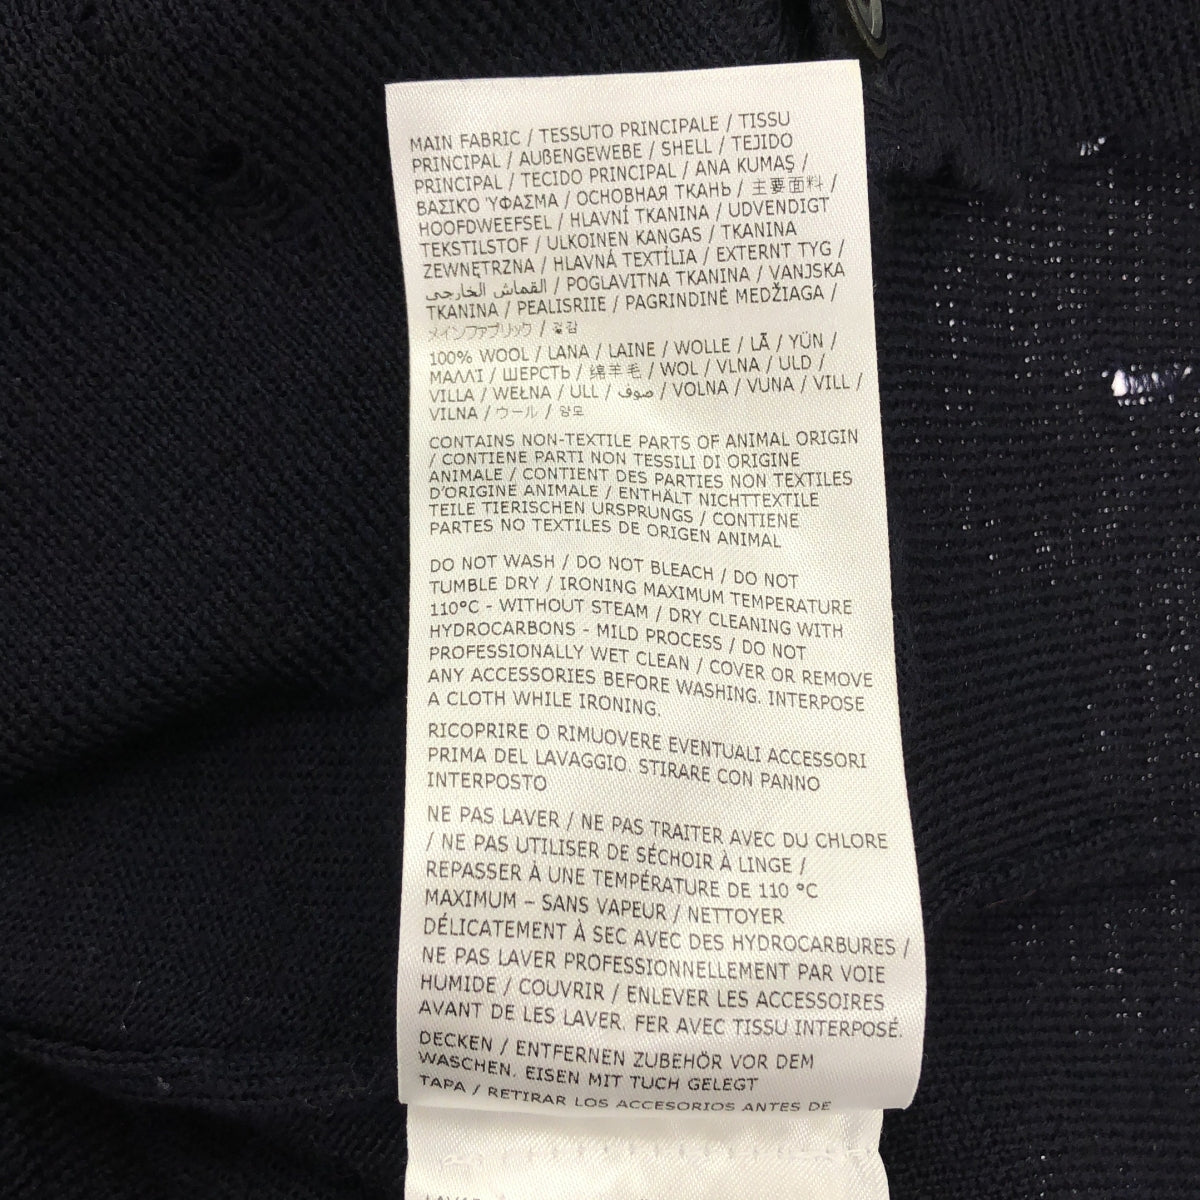 MAIN FABRIC / TESSUTO PRINCIPALE / TISSU
PRINCIPAL / AUßENGEWEBE / SHELL / TEJIDO
PRINCIPAL / TECIDO PRINCIPAL / ANA KUMAŞ /
ΒΑΣΙΚΌ ΎΦΑΣΜΑ / ОСНОВНАЯ ТКАНЬ / 主要面料 /
HOOFDWEEFSEL / HLAVNÍ TKANINA / UDVENDIGT
TEKSTILSTOF / ULKOINEN KANGAS / TKANINA
ZEWNĘTRZNA / HLAVNÁ TEXTÍLIA / EXTERNT TYG /
القماش الخارجي / POGLAVITNA TKANINA / VANJSKA
TKANINA / PEALISRIIE / PAGRINDINĖ MEDŽIAGA /
メインファブリック / 겉감
100% WOOL / LANA / LAINE / WOLLE / LÃ / YÜN /
ΜΑΛΛΙ / ШЕРСТЬ / 绵羊毛 / WOL / VLNA / ULD /
VILLA / WEŁNA / ULL / صوف / VOLNA / VUNA / VILL /
VILNA / ウール / 양모
CONTAINS NON-TEXTILE PARTS OF ANIMAL ORIGIN
/ CONTIENE PARTI NON TESSILI DI ORIGINE
ANIMALE / CONTIENT DES PARTIES NON TEXTILES
D'ORIGINE ANIMALE / ENTHÄLT NICHTTEXTILE
TEILE TIERISCHEN URSPRUNGS / CONTIENE
PARTES NO TEXTILES DE ORIGEN ANIMAL
DO NOT WASH / DO NOT BLEACH / DO NOT
TUMBLE DRY / IRONING MAXIMUM TEMPERATURE
110°C - WITHOUT STEAM / DRY CLEANING WITH
HYDROCARBONS - MILD PROCESS / DO NOT
PROFESSIONALLY WET CLEAN / COVER OR REMOVE
ANY ACCESSORIES BEFORE WASHING. INTERPOSE
A CLOTH WHILE IRONING.
RICOPRIRE O RIMUOVERE EVENTUALI ACCESSORI
PRIMA DEL LAVAGGIO. STIRARE CON PANNO
INTERPOSTO
NE PAS LAVER / NE PAS TRAITER AVEC DU CHLORE
/ NE PAS UTILISER DE SÉCHOIR À LINGE /
REPASSER À UNE TEMPÉRATURE DE 110 °C
MAXIMUM – SANS VAPEUR / NETTOYER
DÉLICATEMENT À SEC AVEC DES HYDROCARBURES /
NE PAS LAVER PROFESSIONNELLEMENT PAR VOIE
HUMIDE / COUVRIR / ENLEVER LES ACCESSOIRES
AVANT DE LES LAVER. FER AVEC TISSU INTERPOSÉ.
DECKEN / ENTFERNEN ZUBEHÖR VOR DEM
WASCHEN. EISEN MIT TUCH GELEGT
TAPA / RETIRAR LOS ACCESORIOS ANTES DE